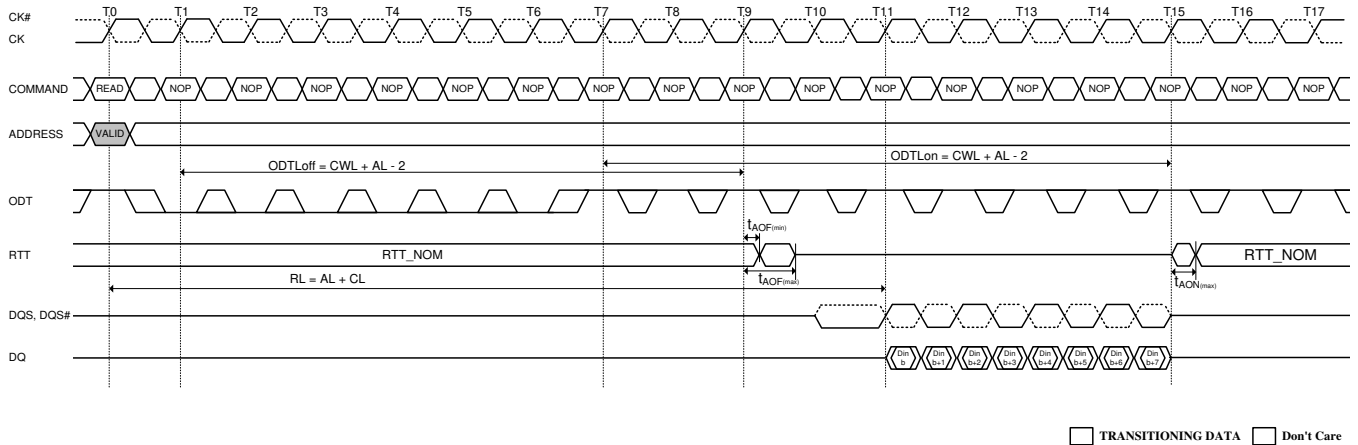 CK#
CK
T0 T1 T2 T3 T4 T5 T6 T7 T8 T9 T10 T11 T12 T13 T14 T15 T16 T17
COMMAND READ NOP NOP NOP NOP NOP NOP NOP NOP NOP NOP NOP NOP NOP NOP NOP NOP NOP
ADDRESS VALID
ODTLoff = CWL + AL - 2
ODTLon = CWL + AL - 2
ODT
tAOF(min)
RTT RTT_NOM RTT_NOM
RL = AL + CL
tAOF(max)
tAON(max)
DQS, DQS#
DQ
Din b
Din b+1
Din b+2
Din b+3
Din b+4
Din b+5
Din b+6
Din b+7
TRANSITIONING DATA Don't Care